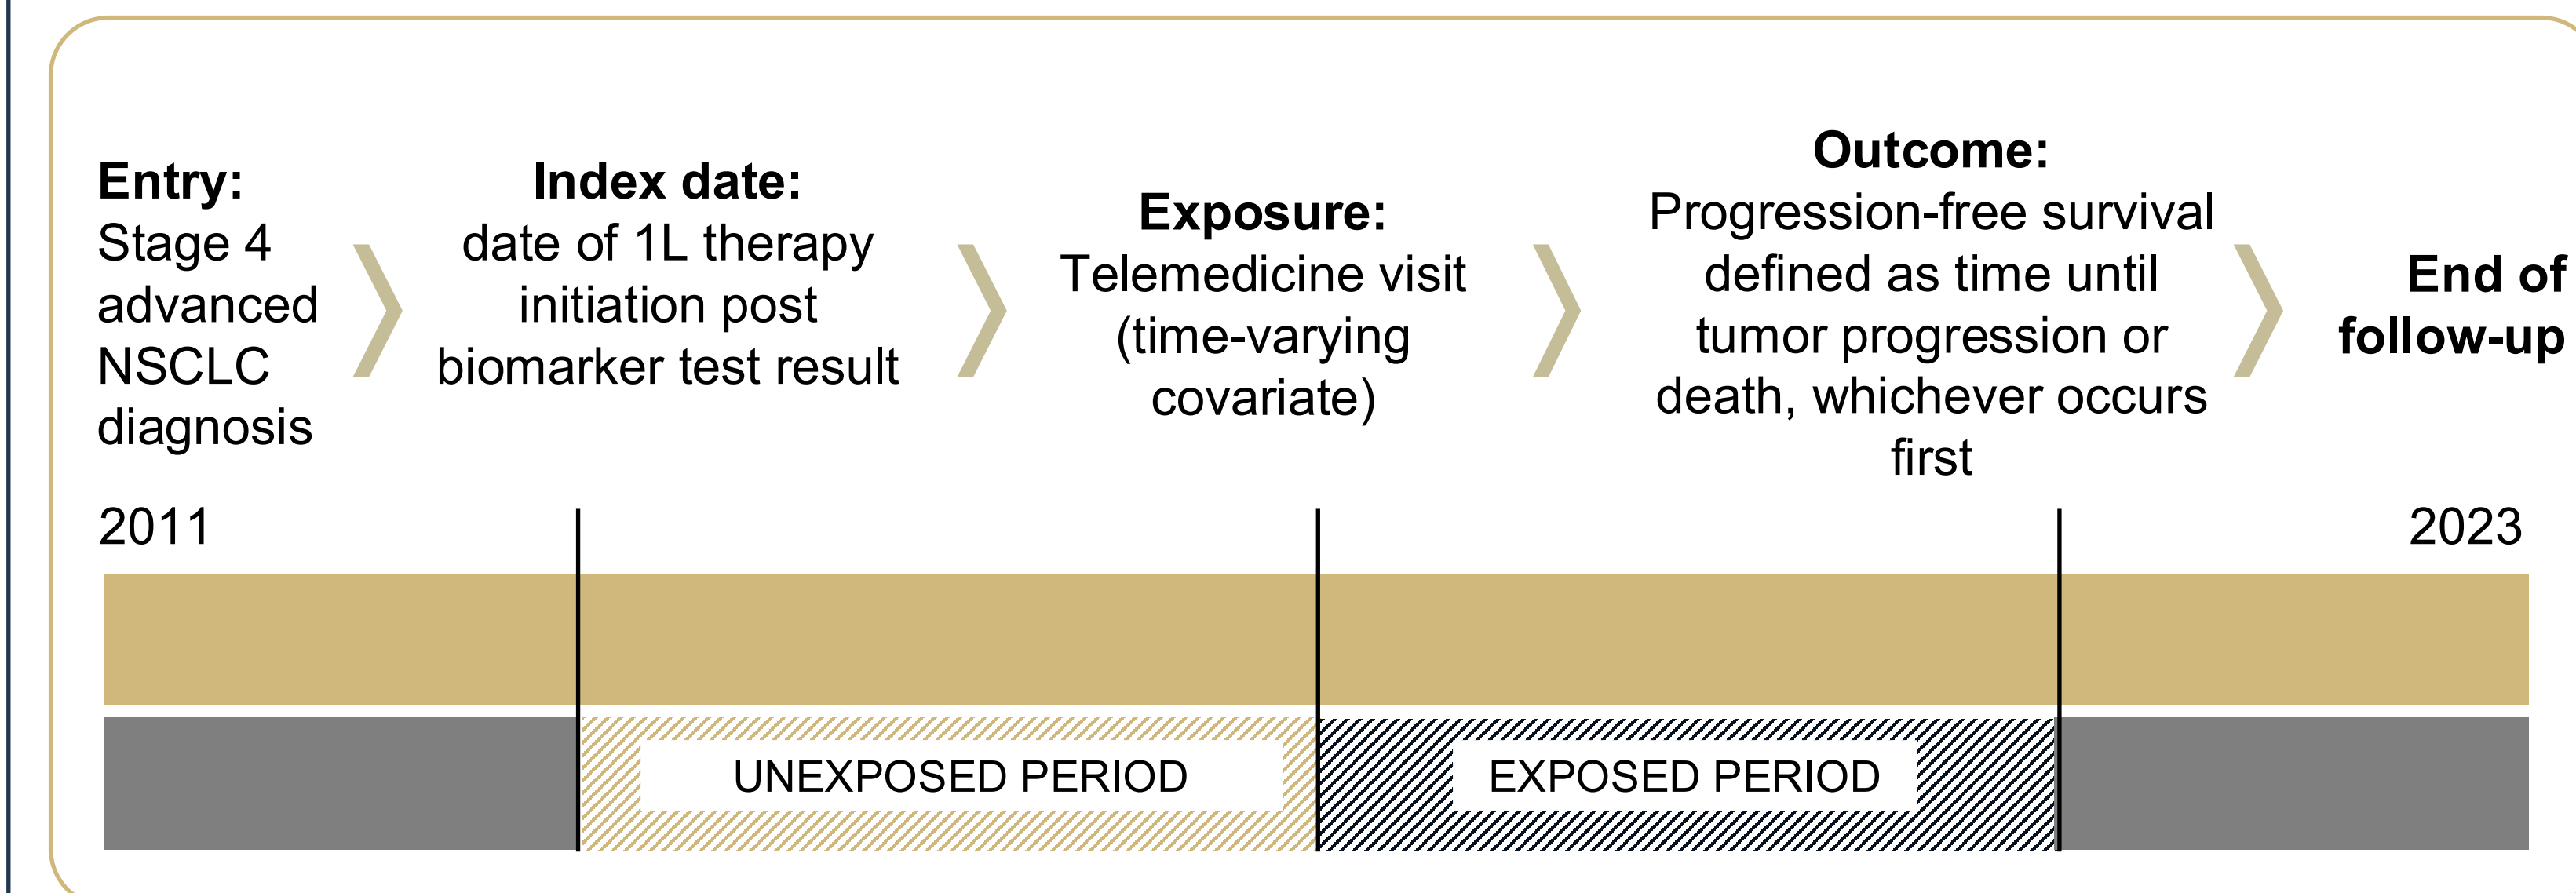 Entry:
Stage 4
advanced
NSCLC
diagnosis
Index date:
date of 1L therapy
initiation post
biomarker test result
Exposure:
Telemedicine visit
(time-varying
covariate)
Outcome:
Progression-free survival
defined as time until
tumor progression or
death, whichever occurs
first
End of
follow-up
2011
2023
UNEXPOSED PERIOD
EXPOSED PERIOD